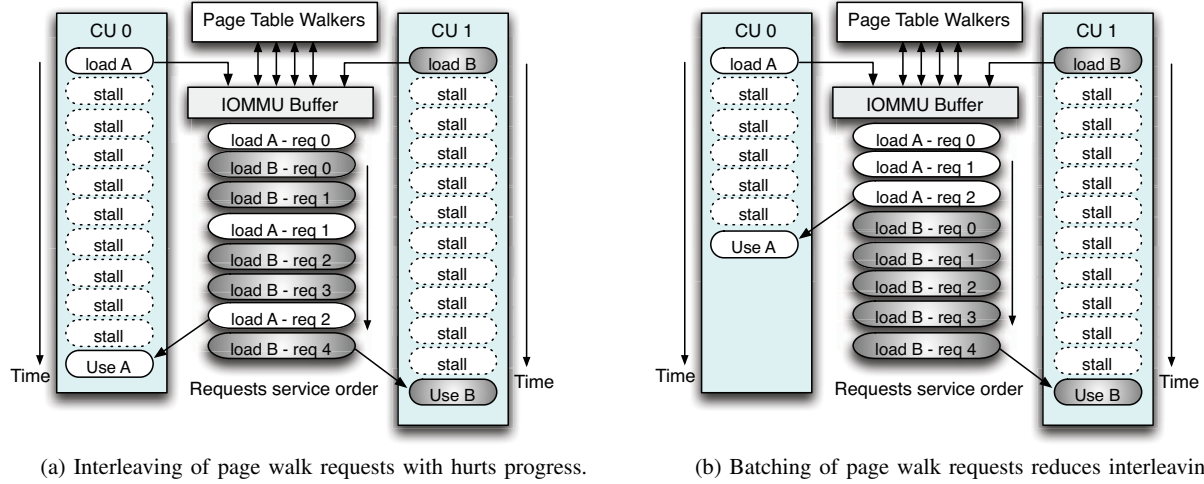 CU 0
load A
stall
stall
stall
stall
stall
stall
stall
stall
stall
Use A
Time
Page Table Walkers
IOMMU Buffer
load A - req 0
load B - req 0
load B - req 1
load A - req 1
load B - req 2
load B - req 3
load A - req 2
load B - req 4
Requests service order
CU 1
load B
stall
stall
stall
stall
stall
stall
stall
stall
stall
stall
Use B
Time
(a) Interleaving of page walk requests with hurts progress.
CU 0
load A
stall
stall
stall
stall
stall
Use A
Time
Page Table Walkers
IOMMU Buffer
load A - req 0
load A - req 1
load A - req 2
load B - req 0
load B - req 1
load B - req 2
load B - req 3
load B - req 4
Requests service order
CU 1
load B
stall
stall
stall
stall
stall
stall
stall
stall
stall
stall
Use B
Time
(b) Batching of page walk requests reduces interleavin